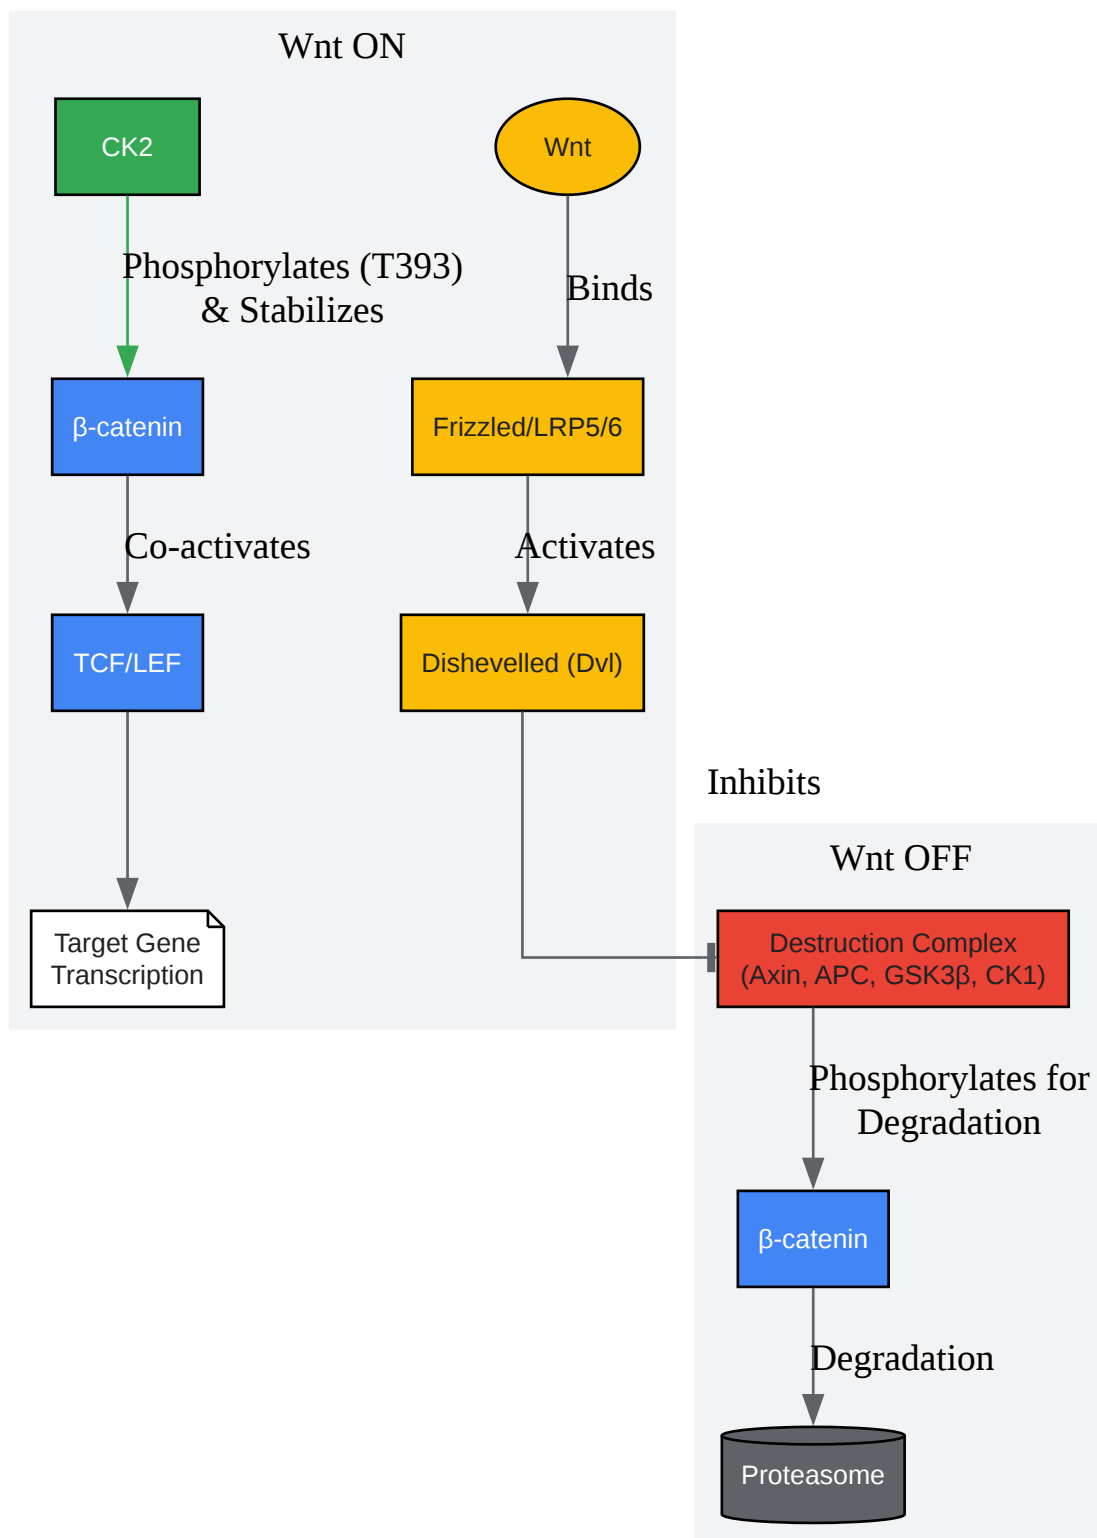 Wnt ON
CK2
Wnt
Phosphorylates (T393)
& Stabilizes
Binds
β-catenin
Frizzled/LRP5/6
Co-activates
Activates
TCF/LEF
Dishevelled (Dvl)
Inhibits
Wnt OFF
Target Gene
Transcription
Destruction Complex
(Axin, APC, GSK3β, CK1)
Phosphorylates for
Degradation
β-catenin
Degradation
Proteasome